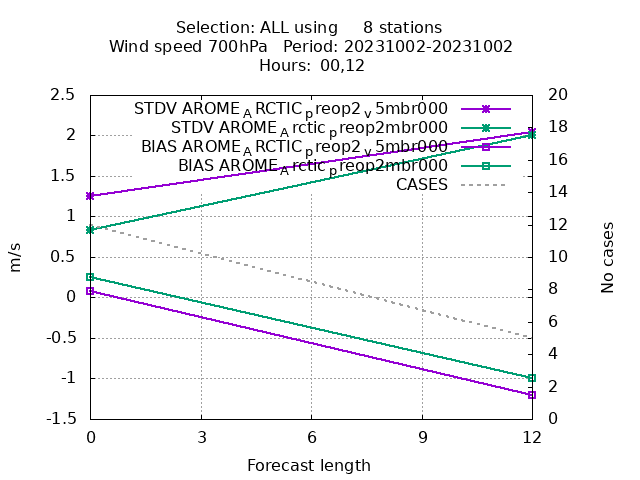 Selection: ALL using     8 stations
Wind speed 700hPa   Period: 20231002-20231002
Hours: 00,12
2.5
2
1.5
1
0.5
0
-0.5
-1
-1.5
20
18
16
14
12
10
8
6
4
2
0
STDV AROME_ARCTIC_preop2_v5mbr000
STDV AROME_Arctic_preop2mbr000
BIAS AROME_ARCTIC_preop2_v5mbr000
BIAS AROME_Arctic_preop2mbr000
CASES
m/s
No cases
0 3 6 9 12
Forecast length